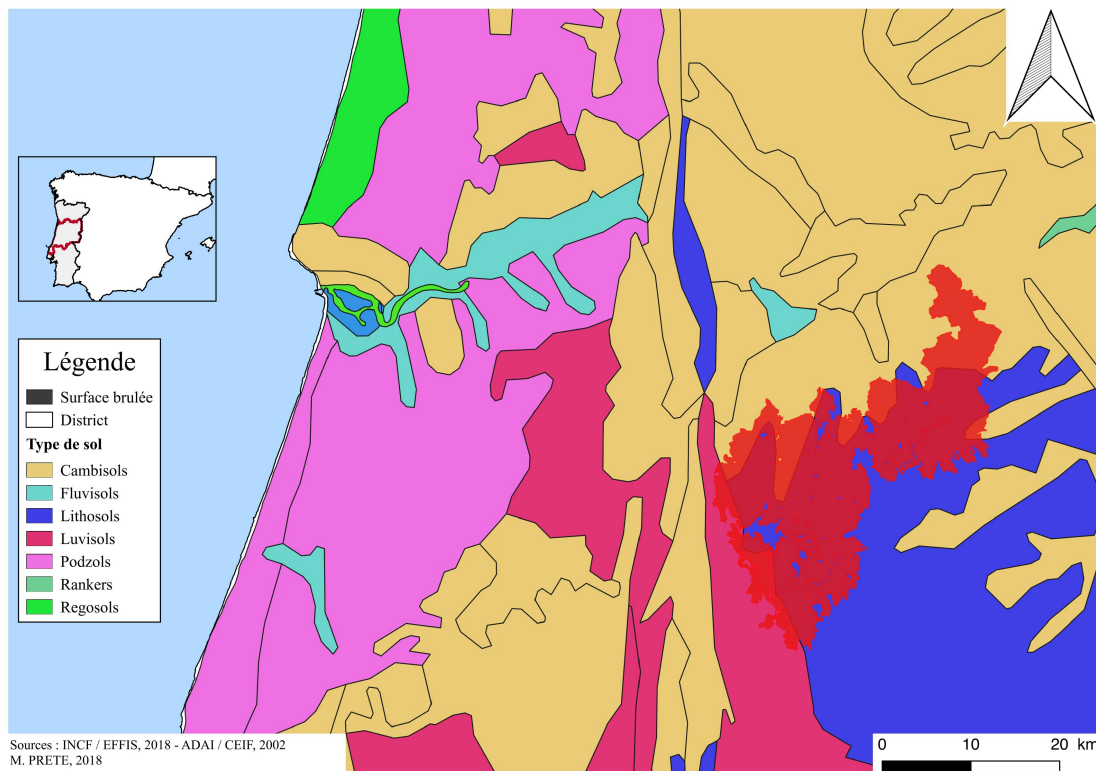 Légende
Surface brulée
District
Type de sol
Cambisols
Fluvisols
Lithosols
Luvisols
Podzols
Rankers
Regosols
Sources : INCF / EFFIS, 2018 - ADAI / CEIF, 2002
M. PRETE, 2018
0 10 20 km